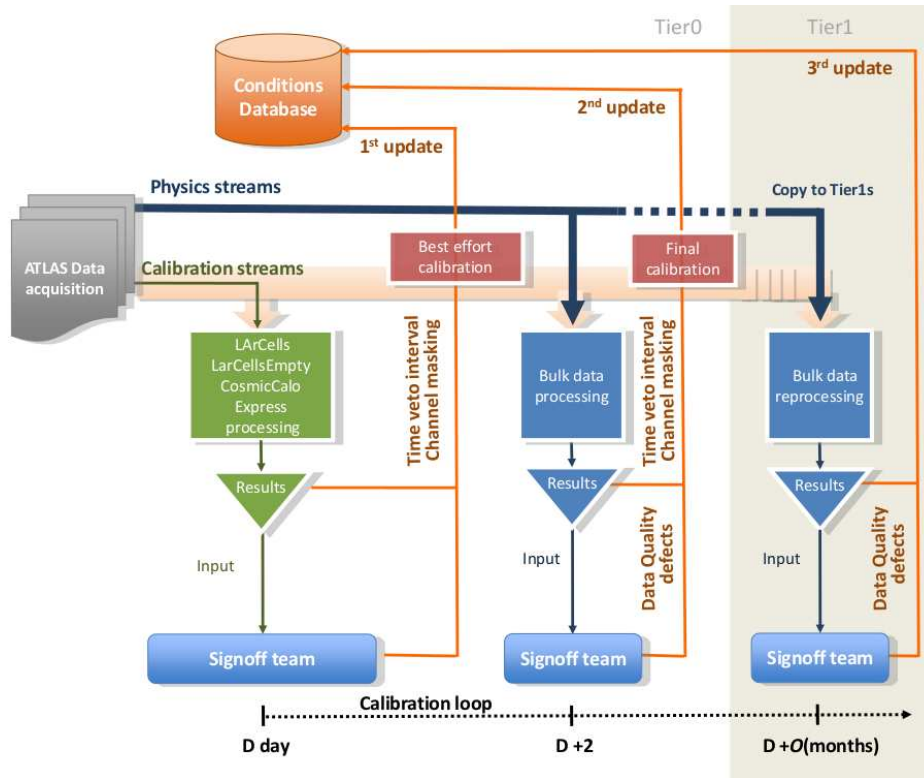 Tier0
Tier1
Conditions
Database
3rd update
2nd update
1st update
Physics streams
Copy to Tier1s
ATLAS Data
acquisition
Calibration streams
Best effort
calibration
Final
calibration
LArCells
LarCellsEmpty
CosmicCalo
Express
processing
Time veto interval
Channel masking
Bulk data
processing
Time veto interval
Channel masking
Bulk data
reprocessing
Results
Results
Results
Input
Input
Data Quality
defects
Input
Data Quality
defects
Signoff team
Signoff team
Signoff team
Calibration loop
D day
D +2
D +O(months)